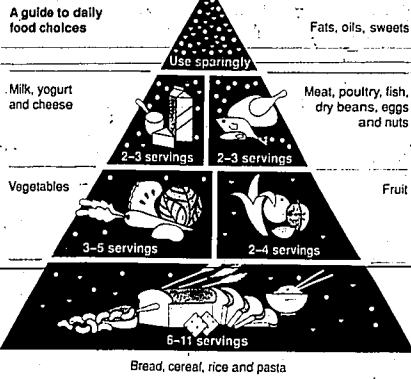 A guide to daily
food choices
Fats, oils, sweets
Use sparingly
Milk, yogurt
and cheese
Meat, poultry, fish,
dry beans, eggs
and nuts
2–3 servings
2–3 servings
Vegetables
Fruit
3–5 servings
2–4 servings
6–11 servings
Bread, cereal, rice and pasta